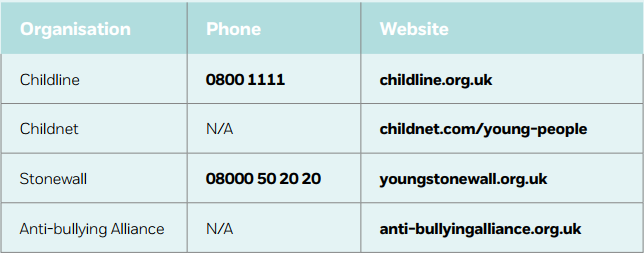 Organisation Phone Website
Childline 0800 1111 childline.org.uk
Childnet N/A childnet.com/young-people
Stonewall 08000 50 20 20 youngstonewall.org.uk
Anti-bullying Alliance N/A anti-bullyingalliance.org.uk